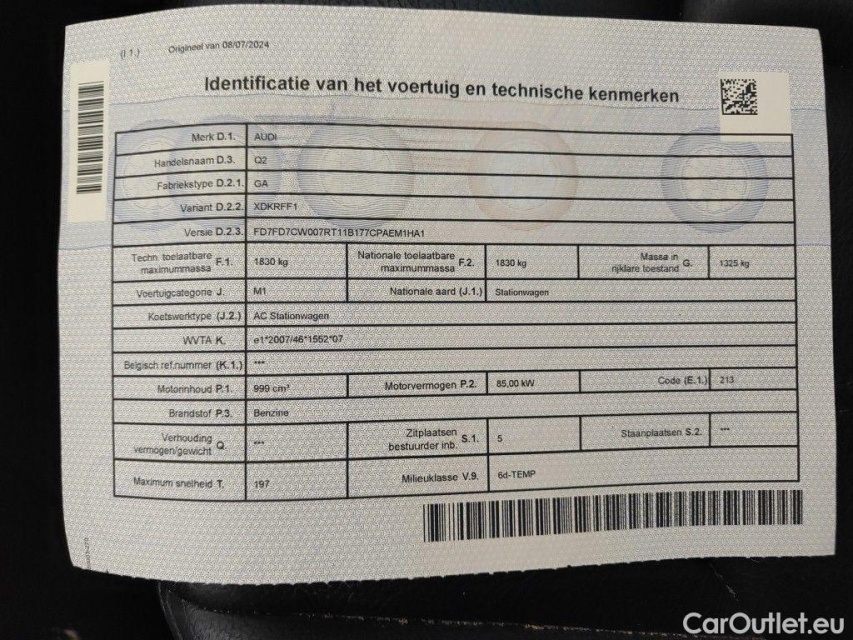 (I 1.) Origineel van 08/07/2024
Identificatie van het voertuig en technische kenmerken
Merk D.1. AUDI
Handelsnaam D.3. Q2
Fabriekstype D.2.1. GA
Variant D.2.2. XDKRFF1
Versie D.2.3. FD7FD7CW007RT11B177CPAEM1HA1
Techn. toelaatbare maximummassa F.1. 1830 kg Nationale toelaatbare maximummassa F.2. 1830 kg Massa in rijklare toestand G. 1325 kg
Voertuigcategorie J. M1 Nationale aard (J.1.) Stationwagen
Koetswerktype (J.2.) AC Stationwagen
WVTA K. e1*2007/46*1552*07
Belgisch ref.nummer (K.1.) ***
Motorinhoud P.1. 999 cm³ Motorvermogen P.2. 85,00 kW Code (E.1.) 213
Brandstof P.3. Benzine
Verhouding vermogen/gewicht Q. *** Zitplaatsen bestuurder inb. S.1. 5 Staanplaatsen S.2. ***
Maximum snelheid T. 197 Milieuklasse V.9. 6d-TEMP
CarOutlet.eu